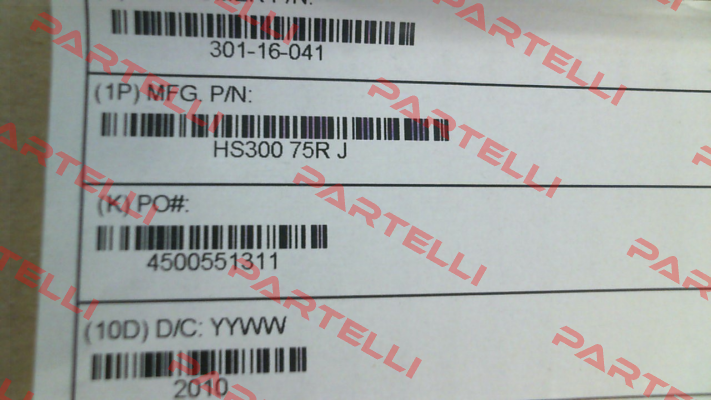 P/N:
301-16-041
(1P) MFG. P/N:
HS300 75R J
(K) PO#:
4500551311
(10D) D/C: YYWW
2010
PARTELLI
PARTELLI
PARTELLI
PARTELLI
PARTELLI
PARTELLI
PARTELLI